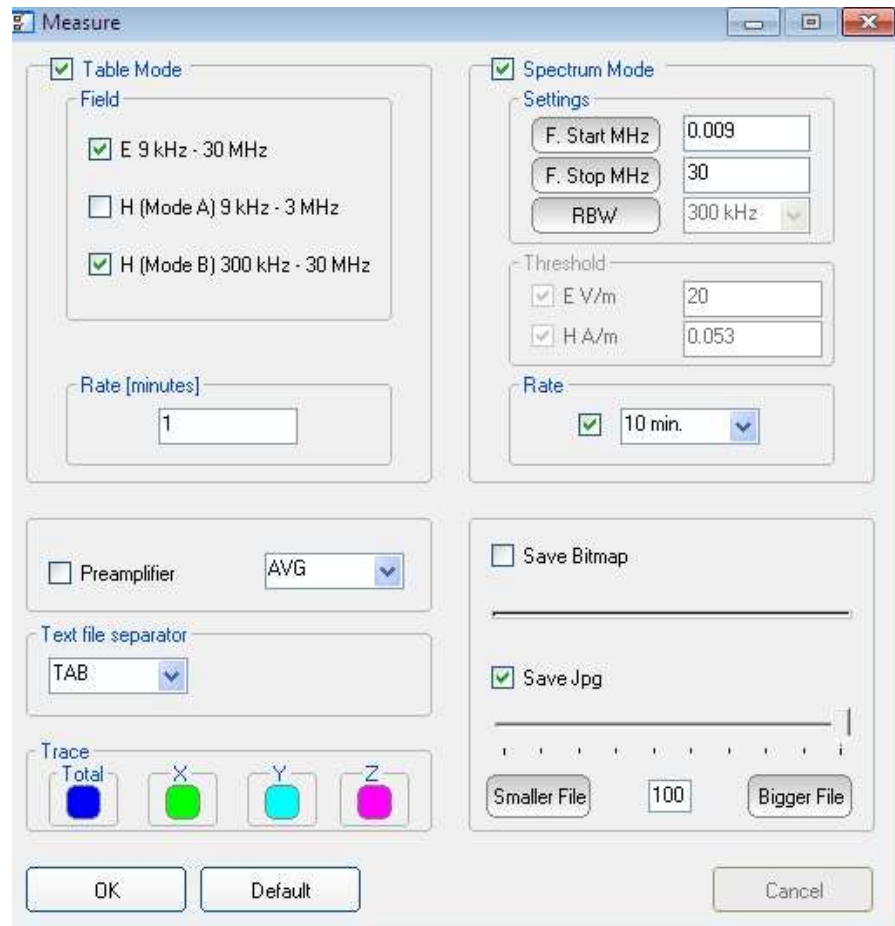 Measure
Table Mode
Field
E 9 kHz - 30 MHz
H (Mode A) 9 kHz - 3 MHz
H (Mode B) 300 kHz - 30 MHz
Rate [minutes]
1
Spectrum Mode
Settings
F. Start MHz 0.009
F. Stop MHz 30
RBW 300 kHz
Threshold
E V/m 20
H A/m 0.053
Rate
10 min.
Preamplifier AVG
Text file separator
TAB
Trace
Total X Y Z
Save Bitmap
Save Jpg
Smaller File 100 Bigger File
OK Default Cancel